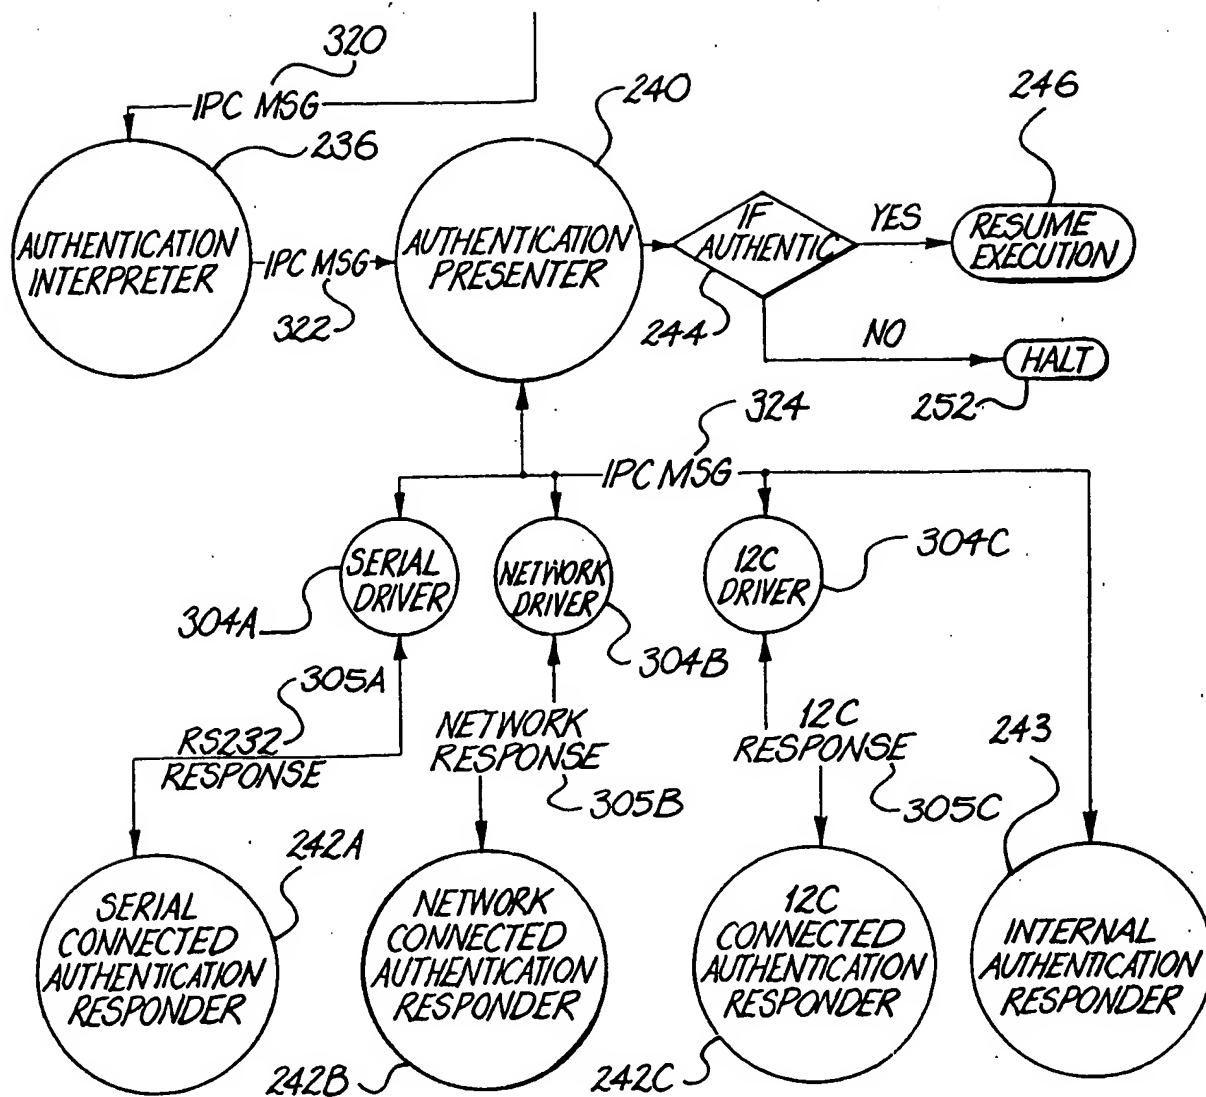 320
IPC MSG
240
246
236
AUTHENTICATION
INTERPRETER
IPC MSG
322
AUTHENTICATION
PRESENTER
IF
AUTHENTIC
244
YES
RESUME
EXECUTION
NO
HALT
252
324
IPC MSG
SERIAL
DRIVER
304A
NETWORK
DRIVER
304B
12C
DRIVER
304C
305A
RS232
RESPONSE
NETWORK
RESPONSE
305B
12C
RESPONSE
305C
243
242A
SERIAL
CONNECTED
AUTHENTICATION
RESPONDER
NETWORK
CONNECTED
AUTHENTICATION
RESPONDER
242B
12C
CONNECTED
AUTHENTICATION
RESPONDER
242C
INTERNAL
AUTHENTICATION
RESPONDER